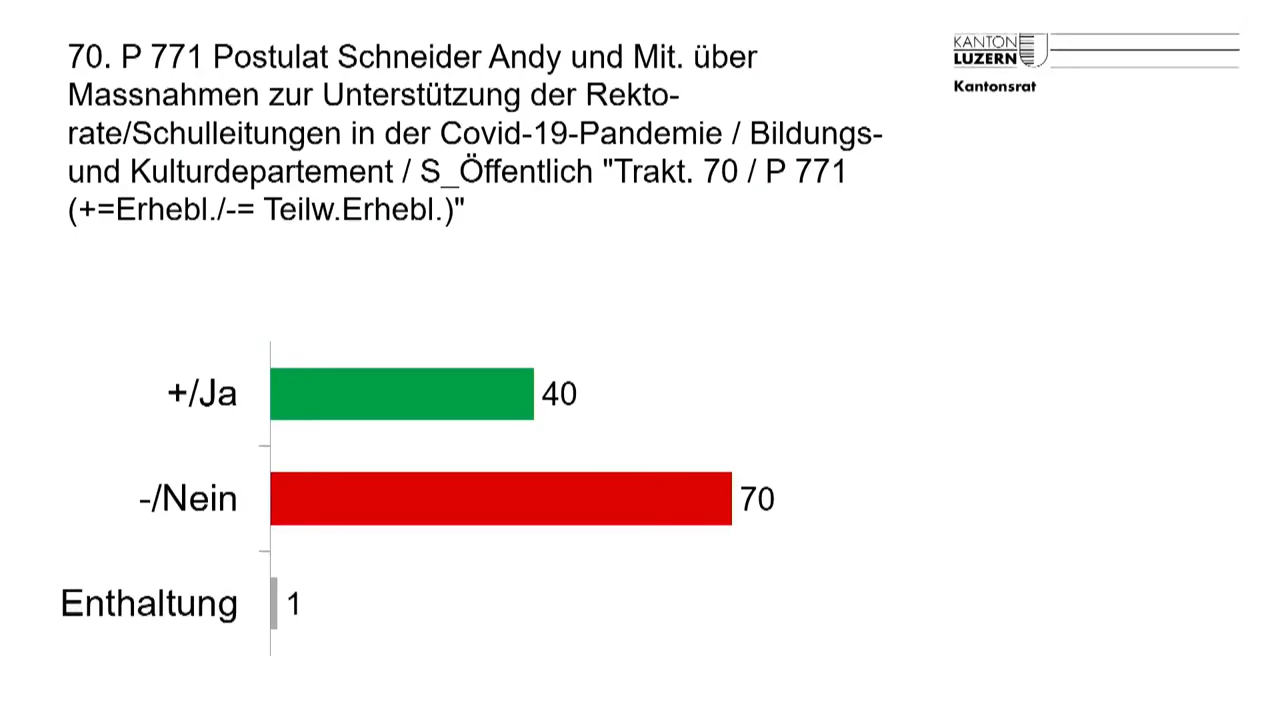 70. P 771 Postulat Schneider Andy und Mit. über
Massnahmen zur Unterstützung der Rekto-
rate/Schulleitungen in der Covid-19-Pandemie / Bildungs-
und Kulturdepartement / S_Öffentlich "Trakt. 70 / P 771
(+=Erhebl./-= Teilw.Erhebl.)"
KANTON
LUZERN
Kantonsrat
+/Ja 40
-/Nein 70
Enthaltung 1